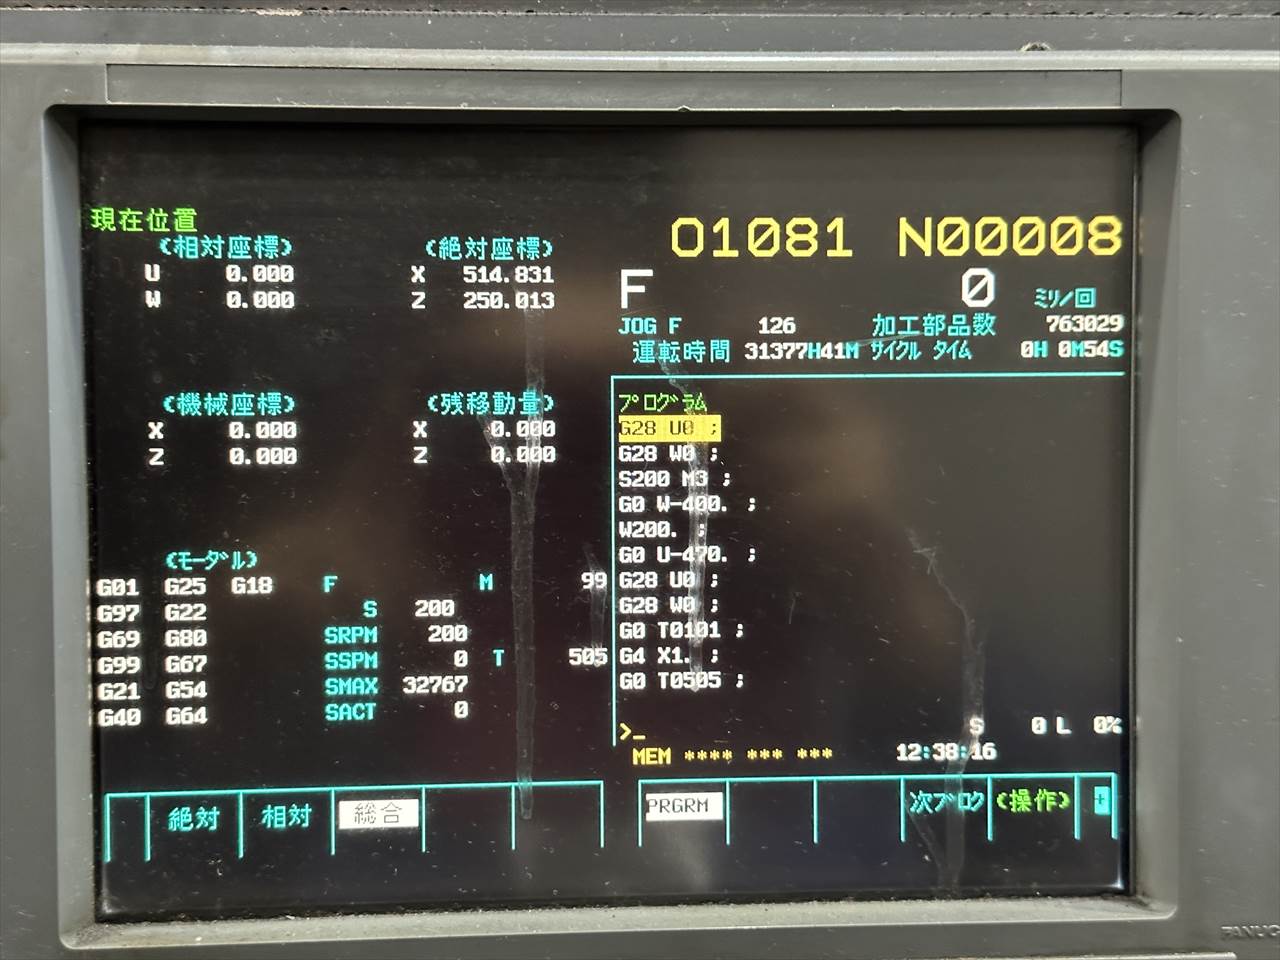 現在位置
O1081 N00008
《相対座標》 《絶対座標》
U 0.000 X 514.831
W 0.000 Z 250.013
F 0 ミリ/回
JOG F 126 加工部品数 763029
運転時間 31377H41M サイクル タイム 0H 0M54S
《機械座標》 《残移動量》
X 0.000 X 0.000
Z 0.000 Z 0.000
プログラム
G28 U0 ;
G28 W0 ;
S200 M3 ;
G0 W-400. ;
W200. ;
G0 U-470. ;
G28 U0 ;
G28 W0 ;
G0 T0101 ;
G4 X1. ;
G0 T0505 ;
《モーダル》
G01 G25 G18 F M 99
G97 G22 S 200
G69 G80 SRPM 200
G99 G67 SSPM 0 T 505
G21 G54 SMAX 32767
G40 G64 SACT 0
S 0 L 0%
>_
MEM **** *** *** 12:38:16
絶対 相対 総合 PRGRM 次ブロク 《操作》 +
FANUC